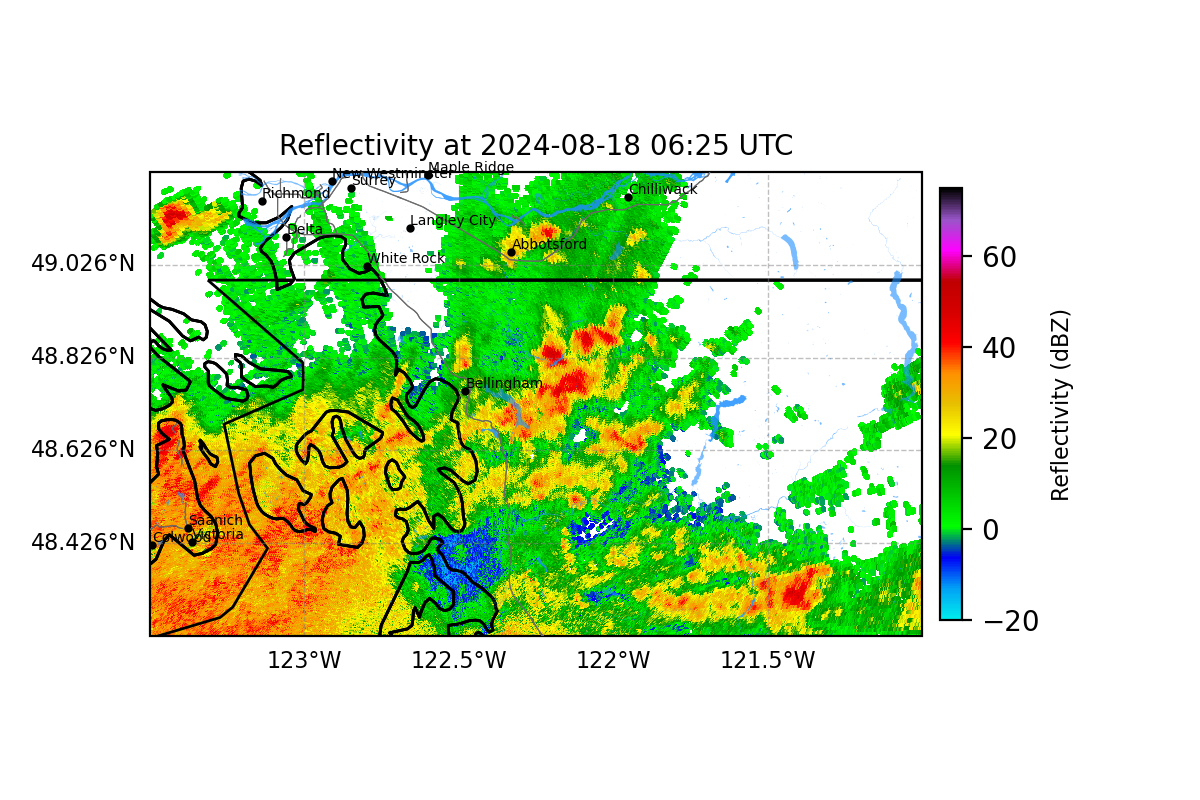 Reflectivity at 2024-08-18 06:25 UTC
Maple Ridge
New Westminster
Surrey
Richmond
Chilliwack
Langley City
Delta
Abbotsford
White Rock
Bellingham
Saanich
Victoria
Colwood
49.026°N
48.826°N
48.626°N
48.426°N
123°W 122.5°W 122°W 121.5°W
60
40
20
0
−20
Reflectivity (dBZ)